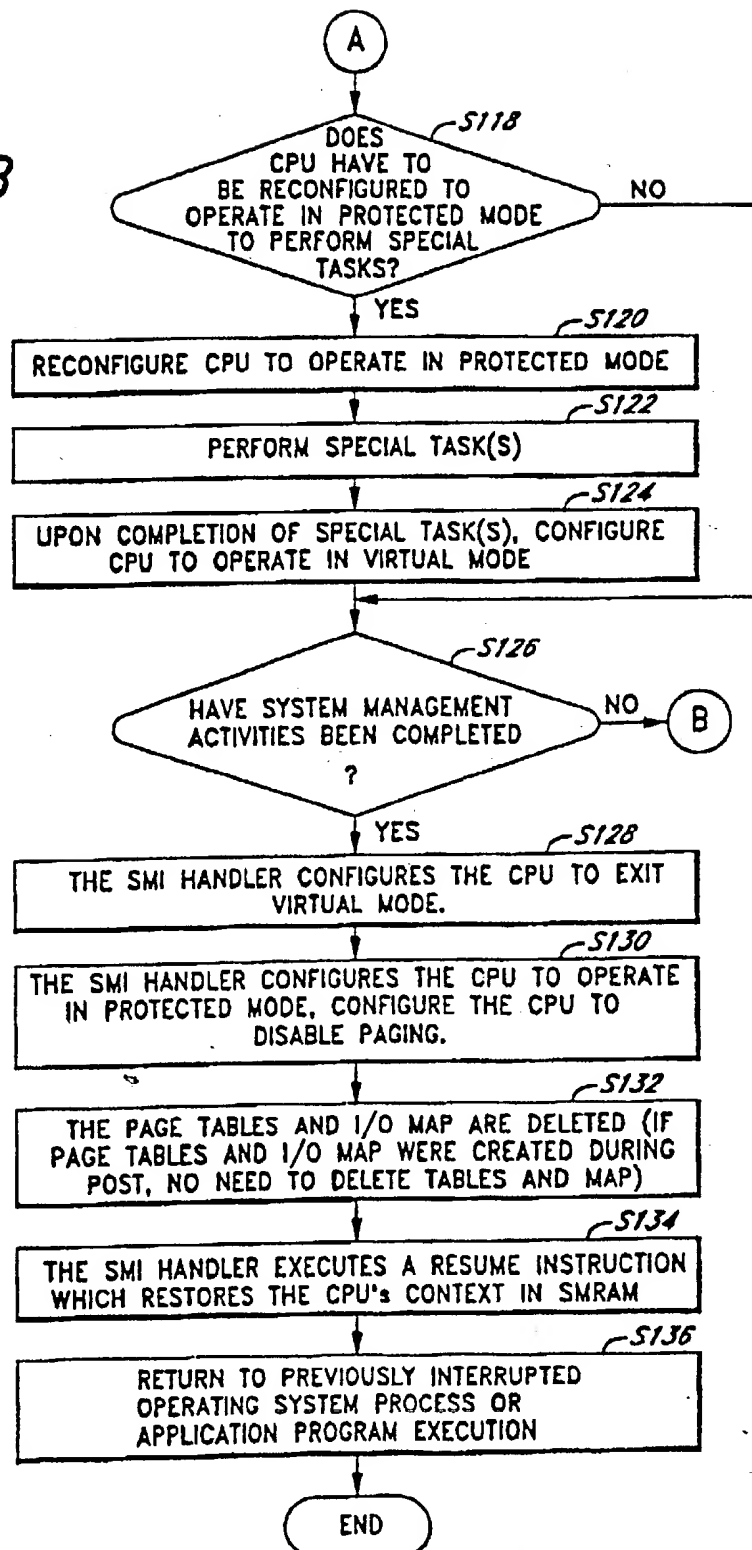 A
B
S118
DOES
CPU HAVE TO
BE RECONFIGURED TO
OPERATE IN PROTECTED MODE
TO PERFORM SPECIAL
TASKS?
NO
YES
S120
RECONFIGURE CPU TO OPERATE IN PROTECTED MODE
S122
PERFORM SPECIAL TASK(S)
S124
UPON COMPLETION OF SPECIAL TASK(S), CONFIGURE
CPU TO OPERATE IN VIRTUAL MODE
S126
HAVE SYSTEM MANAGEMENT
ACTIVITIES BEEN COMPLETED
?
NO
B
YES
S128
THE SMI HANDLER CONFIGURES THE CPU TO EXIT
VIRTUAL MODE.
S130
THE SMI HANDLER CONFIGURES THE CPU TO OPERATE
IN PROTECTED MODE, CONFIGURE THE CPU TO
DISABLE PAGING.
S132
THE PAGE TABLES AND I/O MAP ARE DELETED (IF
PAGE TABLES AND I/O MAP WERE CREATED DURING
POST, NO NEED TO DELETE TABLES AND MAP)
S134
THE SMI HANDLER EXECUTES A RESUME INSTRUCTION
WHICH RESTORES THE CPU's CONTEXT IN SMRAM
S136
RETURN TO PREVIOUSLY INTERRUPTED
OPERATING SYSTEM PROCESS OR
APPLICATION PROGRAM EXECUTION
END